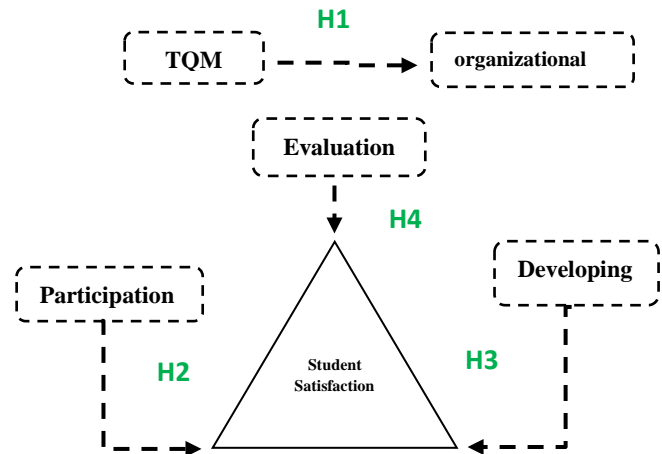 H1
TQM
organizational
Evaluation
H4
Developing
Participation
H2
H3
Student
Satisfaction